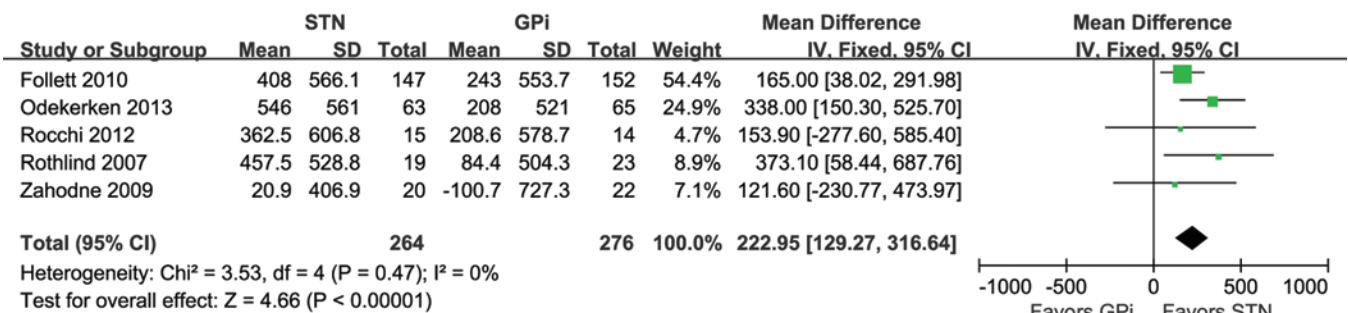 STN GPi Mean Difference Mean Difference
Study or Subgroup Mean SD Total Mean SD Total Weight IV, Fixed, 95% CI IV, Fixed, 95% CI
Follett 2010 408 566.1 147 243 553.7 152 54.4% 165.00 [38.02, 291.98]
Odekerken 2013 546 561 63 208 521 65 24.9% 338.00 [150.30, 525.70]
Rocchi 2012 362.5 606.8 15 208.6 578.7 14 4.7% 153.90 [-277.60, 585.40]
Rothlind 2007 457.5 528.8 19 84.4 504.3 23 8.9% 373.10 [58.44, 687.76]
Zahodne 2009 20.9 406.9 20 -100.7 727.3 22 7.1% 121.60 [-230.77, 473.97]
Total (95% CI) 264 276 100.0% 222.95 [129.27, 316.64]
Heterogeneity: Chi² = 3.53, df = 4 (P = 0.47); I² = 0%
Test for overall effect: Z = 4.66 (P < 0.00001)
-1000 -500 0 500 1000
Favors GPi Favors STN